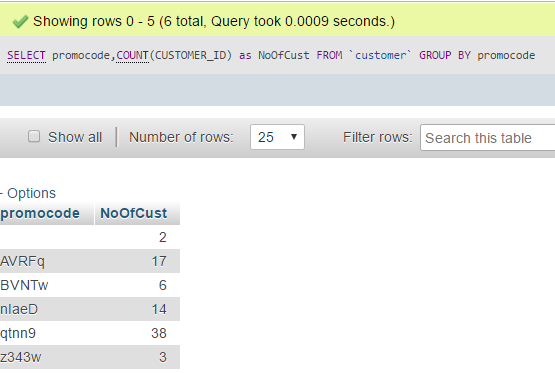 Showing rows 0 - 5 (6 total, Query took 0.0009 seconds.)
SELECT promocode,COUNT(CUSTOMER_ID) as NoOfCust FROM `customer` GROUP BY promocode
Show all Number of rows: 25 Filter rows: Search this table
- Options
promocode NoOfCust
2
AVRFq 17
BVNTw 6
nlaeD 14
qtnn9 38
z343w 3